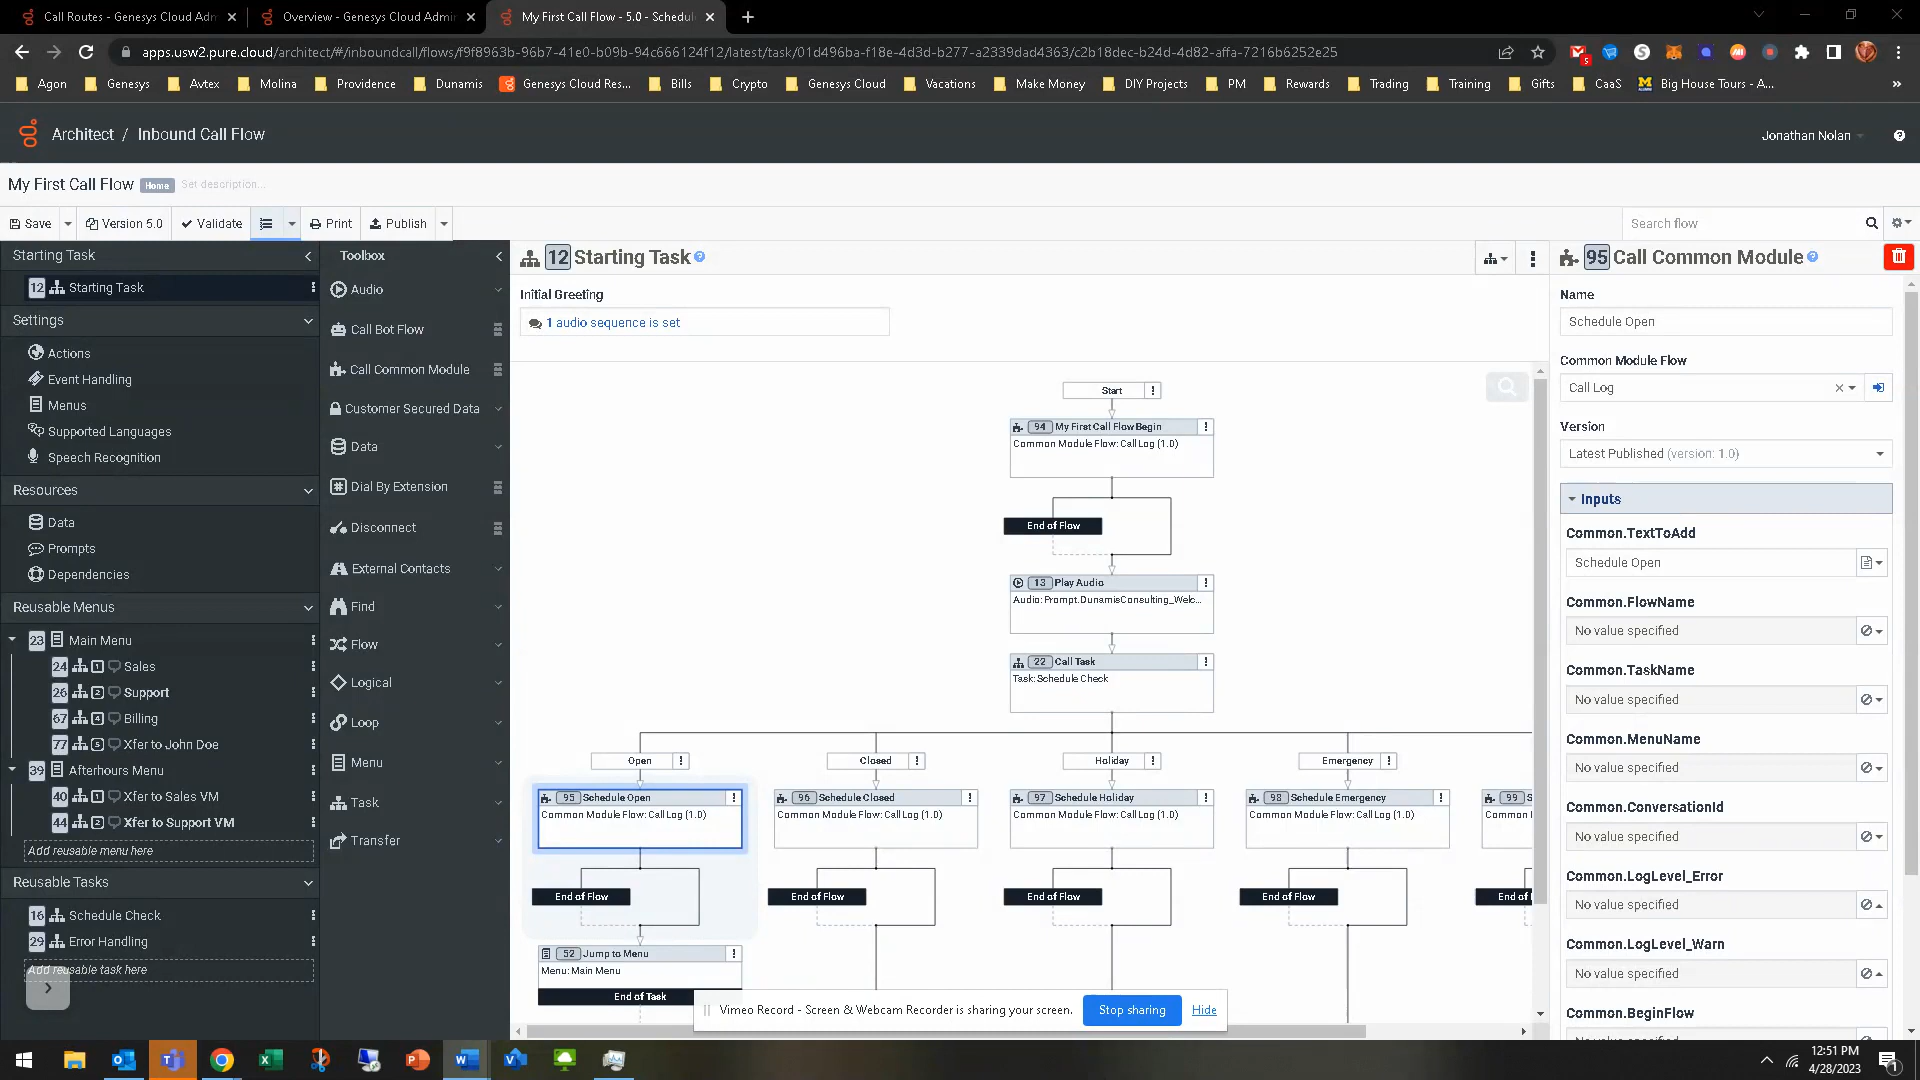 Call Routes - Genesys Cloud Adm
Overview - Genesys Cloud Admi
My First Call Flow - 5.0 - Schedul
apps.usw2.pure.cloud/architect/#/inboundcall/flows/f9f8963b-96b7-41e0-b09b-94c666124f12/latest/task/01d496ba-f18e-4d3d-b277-a2339dad4363/c2b18dec-b24d-4d82-affa-7216b6252e25
5
Agon
Genesys
Avtex
Molina
Providence
Dunamis
Genesys Cloud Res...
Bills
Crypto
Genesys Cloud
Vacations
Make Money
DIY Projects
PM
Rewards
Trading
Training
Gifts
CaaS
Big House Tours - A...
Architect / Inbound Call Flow
Jonathan Nolan
My First Call Flow Home Set description...
Save
Version 5.0
Validate
Print
Publish
Search flow
Starting Task
12 Starting Task
Settings
Actions
Event Handling
Menus
Supported Languages
Speech Recognition
Resources
Data
Prompts
Dependencies
Reusable Menus
23 Main Menu
24 1 Sales
26 2 Support
67 4 Billing
77 5 Xfer to John Doe
39 Afterhours Menu
40 1 Xfer to Sales VM
44 2 Xfer to Support VM
Add reusable menu here
Reusable Tasks
16 Schedule Check
29 Error Handling
Add reusable task here
Toolbox
Audio
Call Bot Flow
Call Common Module
Customer Secured Data
Data
Dial By Extension
Disconnect
External Contacts
Find
Flow
Logical
Loop
Menu
Task
Transfer
12 Starting Task
Initial Greeting
1 audio sequence is set
Start
94 My First Call Flow Begin
Common Module Flow: Call Log (1.0)
End of Flow
13 Play Audio
Audio: Prompt.DunamisConsulting_Welc...
22 Call Task
Task: Schedule Check
Open
Closed
Holiday
Emergency
95 Schedule Open
Common Module Flow: Call Log (1.0)
96 Schedule Closed
Common Module Flow: Call Log (1.0)
97 Schedule Holiday
Common Module Flow: Call Log (1.0)
98 Schedule Emergency
Common Module Flow: Call Log (1.0)
99 S
Common
End of Flow
End of Flow
End of Flow
End of Flow
End of
52 Jump to Menu
Menu: Main Menu
End of Task
95 Call Common Module
Name
Schedule Open
Common Module Flow
Call Log
Version
Latest Published (version: 1.0)
Inputs
Common.TextToAdd
Schedule Open
Common.FlowName
No value specified
Common.TaskName
No value specified
Common.MenuName
No value specified
Common.ConversationId
No value specified
Common.LogLevel_Error
No value specified
Common.LogLevel_Warn
No value specified
Common.BeginFlow
Vimeo Record - Screen & Webcam Recorder is sharing your screen.
Stop sharing
Hide
12:51 PM
4/28/2023
1